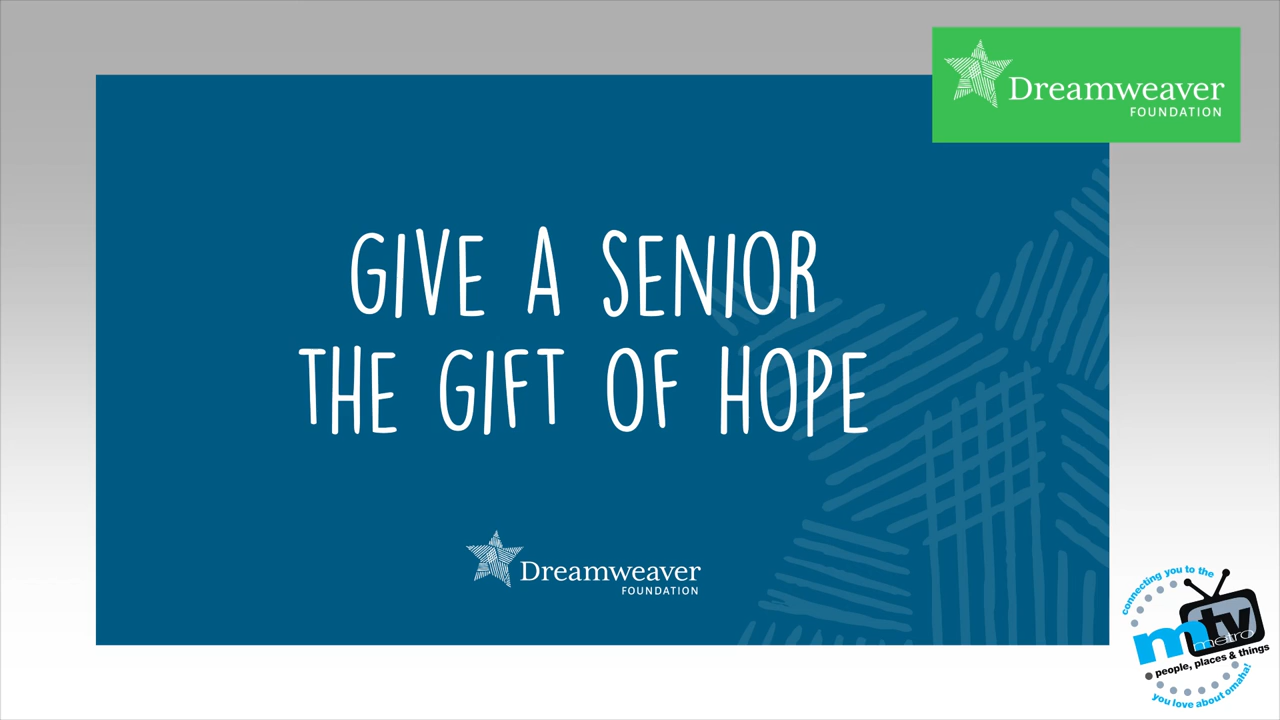 Dreamweaver
FOUNDATION
GIVE A SENIOR
THE GIFT OF HOPE
Dreamweaver
FOUNDATION
connecting you to the
mtv
metro
people, places & things
you love about omaha!